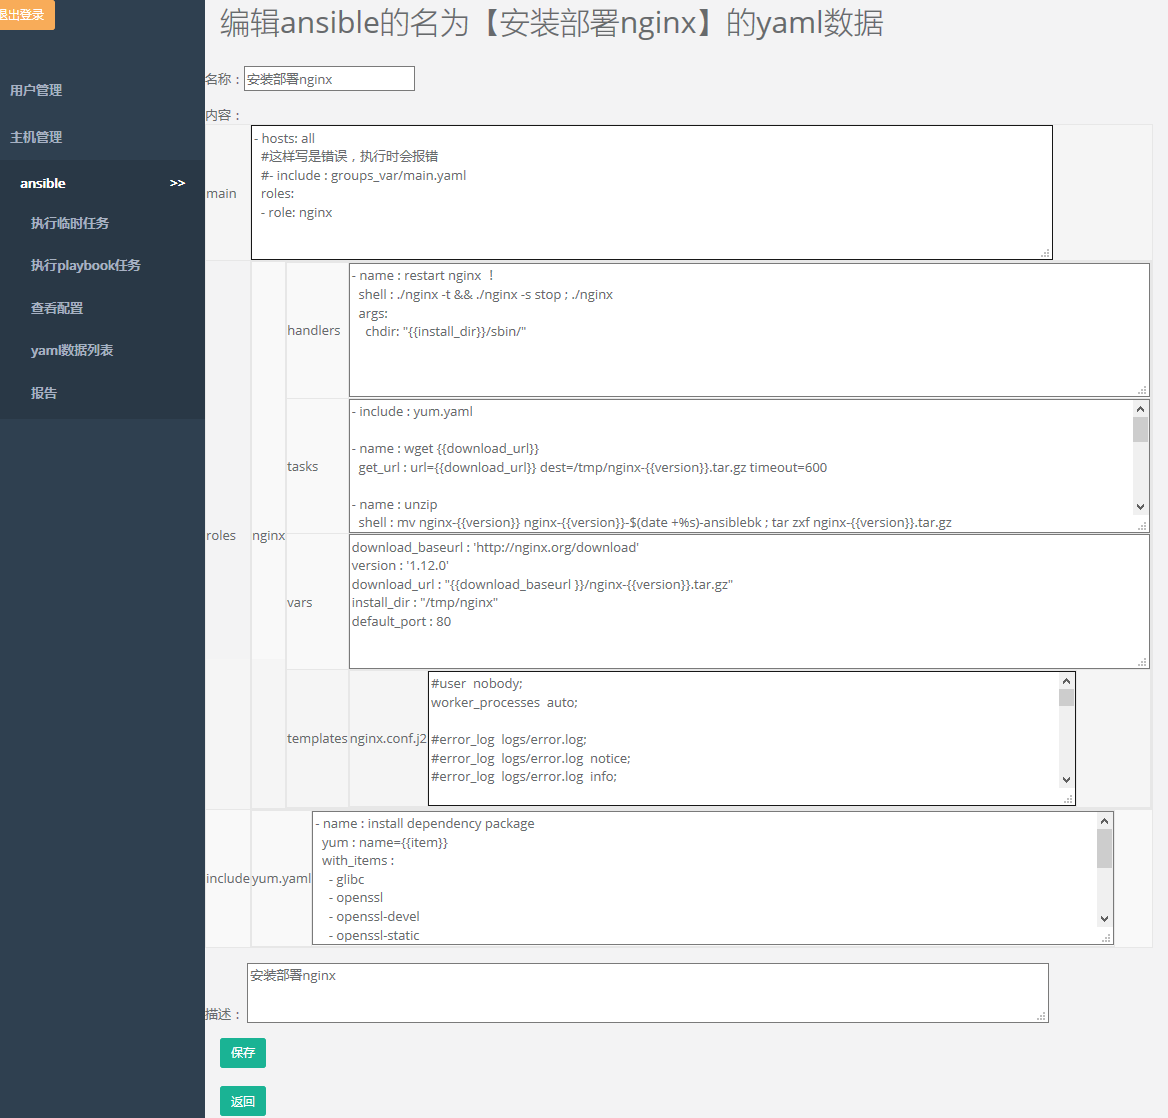 退出登录
用户管理
主机管理
ansible >>
执行临时任务
执行playbook任务
查看配置
yaml数据列表
报告
编辑ansible的名为【安装部署nginx】的yaml数据
名称： 安装部署nginx
内容：
main
- hosts: all
  #这样写是错误，执行时会报错
  #- include : groups_var/main.yaml
  roles:
  - role: nginx
roles
nginx
handlers
- name : restart nginx ！
  shell : ./nginx -t && ./nginx -s stop ; ./nginx
  args:
    chdir: "{{install_dir}}/sbin/"
tasks
- include : yum.yaml
- name : wget {{download_url}}
  get_url : url={{download_url}} dest=/tmp/nginx-{{version}}.tar.gz timeout=600
- name : unzip
  shell : mv nginx-{{version}} nginx-{{version}}-$(date +%s)-ansiblebk ; tar zxf nginx-{{version}}.tar.gz
vars
download_baseurl : 'http://nginx.org/download'
version : '1.12.0'
download_url : "{{download_baseurl }}/nginx-{{version}}.tar.gz"
install_dir : "/tmp/nginx"
default_port : 80
templates
nginx.conf.j2
#user  nobody;
worker_processes  auto;
#error_log  logs/error.log;
#error_log  logs/error.log  notice;
#error_log  logs/error.log  info;
include
yum.yaml
- name : install dependency package
  yum : name={{item}}
  with_items :
    - glibc
    - openssl
    - openssl-devel
    - openssl-static
描述： 安装部署nginx
保存
返回